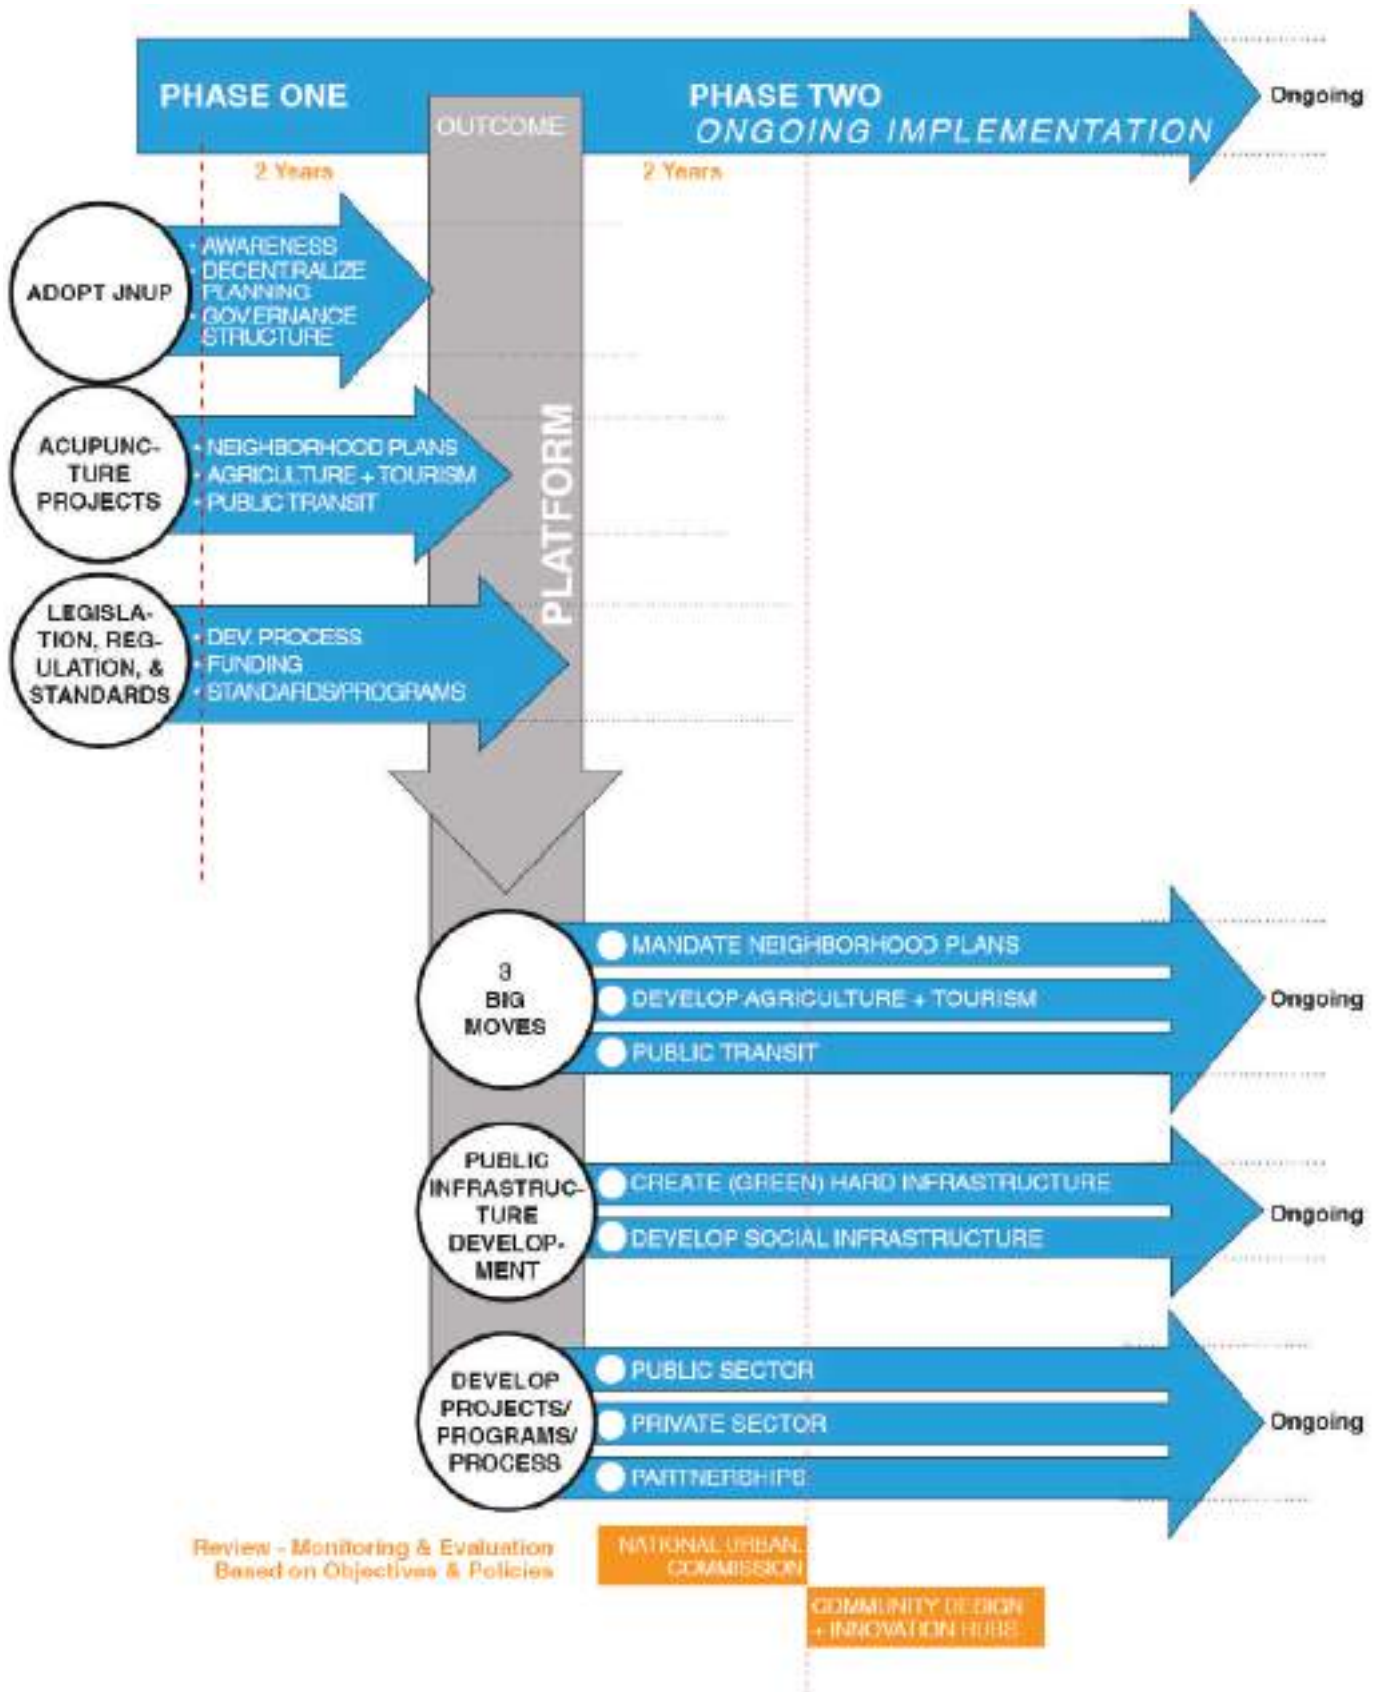 PHASE ONE
OUTCOME
PHASE TWO
ONGOING IMPLEMENTATION
Ongoing
2 Years
2 Years
ADOPT JNUP
• AWARENESS
• DECENTRALIZE
PLANNING
• GOVERNANCE
STRUCTURE
ACUPUNC-
TURE
PROJECTS
• NEIGHBORHOOD PLANS
• AGRICULTURE + TOURISM
• PUBLIC TRANSIT
PLATFORM
LEGISLA-
TION, REG-
ULATION, &
STANDARDS
• DEV. PROCESS
• FUNDING
• STANDARDS/PROGRAMS
3
BIG
MOVES
MANDATE NEIGHBORHOOD PLANS
DEVELOP AGRICULTURE + TOURISM
PUBLIC TRANSIT
Ongoing
PUBLIC
INFRASTRUC-
TURE
DEVELOP-
MENT
CREATE (GREEN) HARD INFRASTRUCTURE
DEVELOP SOCIAL INFRASTRUCTURE
Ongoing
DEVELOP
PROJECTS/
PROGRAMS/
PROCESS
PUBLIC SECTOR
PRIVATE SECTOR
PARTNERSHIPS
Ongoing
Review - Monitoring & Evaluation
Based on Objectives & Policies
NATIONAL URBAN
COMMISSION
COMMUNITY DESIGN
+ INNOVATION HUBS